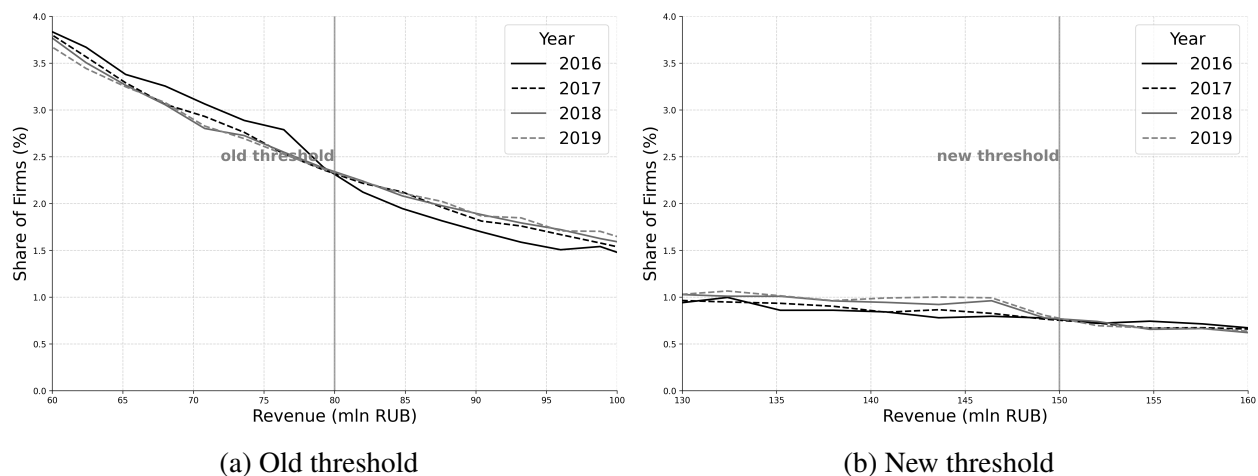 4.0
3.5
3.0
2.5
2.0
1.5
1.0
0.5
0.0
Share of Firms (%)
old threshold
Year
2016
2017
2018
2019
60 65 70 75 80 85 90 95 100
Revenue (mln RUB)
(a) Old threshold
4.0
3.5
3.0
2.5
2.0
1.5
1.0
0.5
0.0
Share of Firms (%)
new threshold
Year
2016
2017
2018
2019
130 135 140 145 150 155 160
Revenue (mln RUB)
(b) New threshold